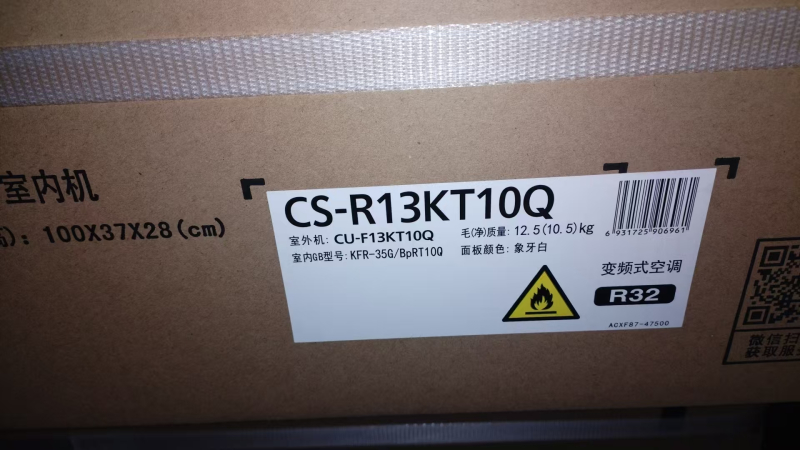 室内机
): 100X37X28(cm)
CS-R13KT10Q
室外机: CU-F13KT10Q
室内GB型号: KFR-35G/BpRT10Q
毛(净)质量: 12.5(10.5)kg
面板颜色: 象牙白
6 931725 906961
变频式空调
R32
ACXF87-47500
微信扫
获取服